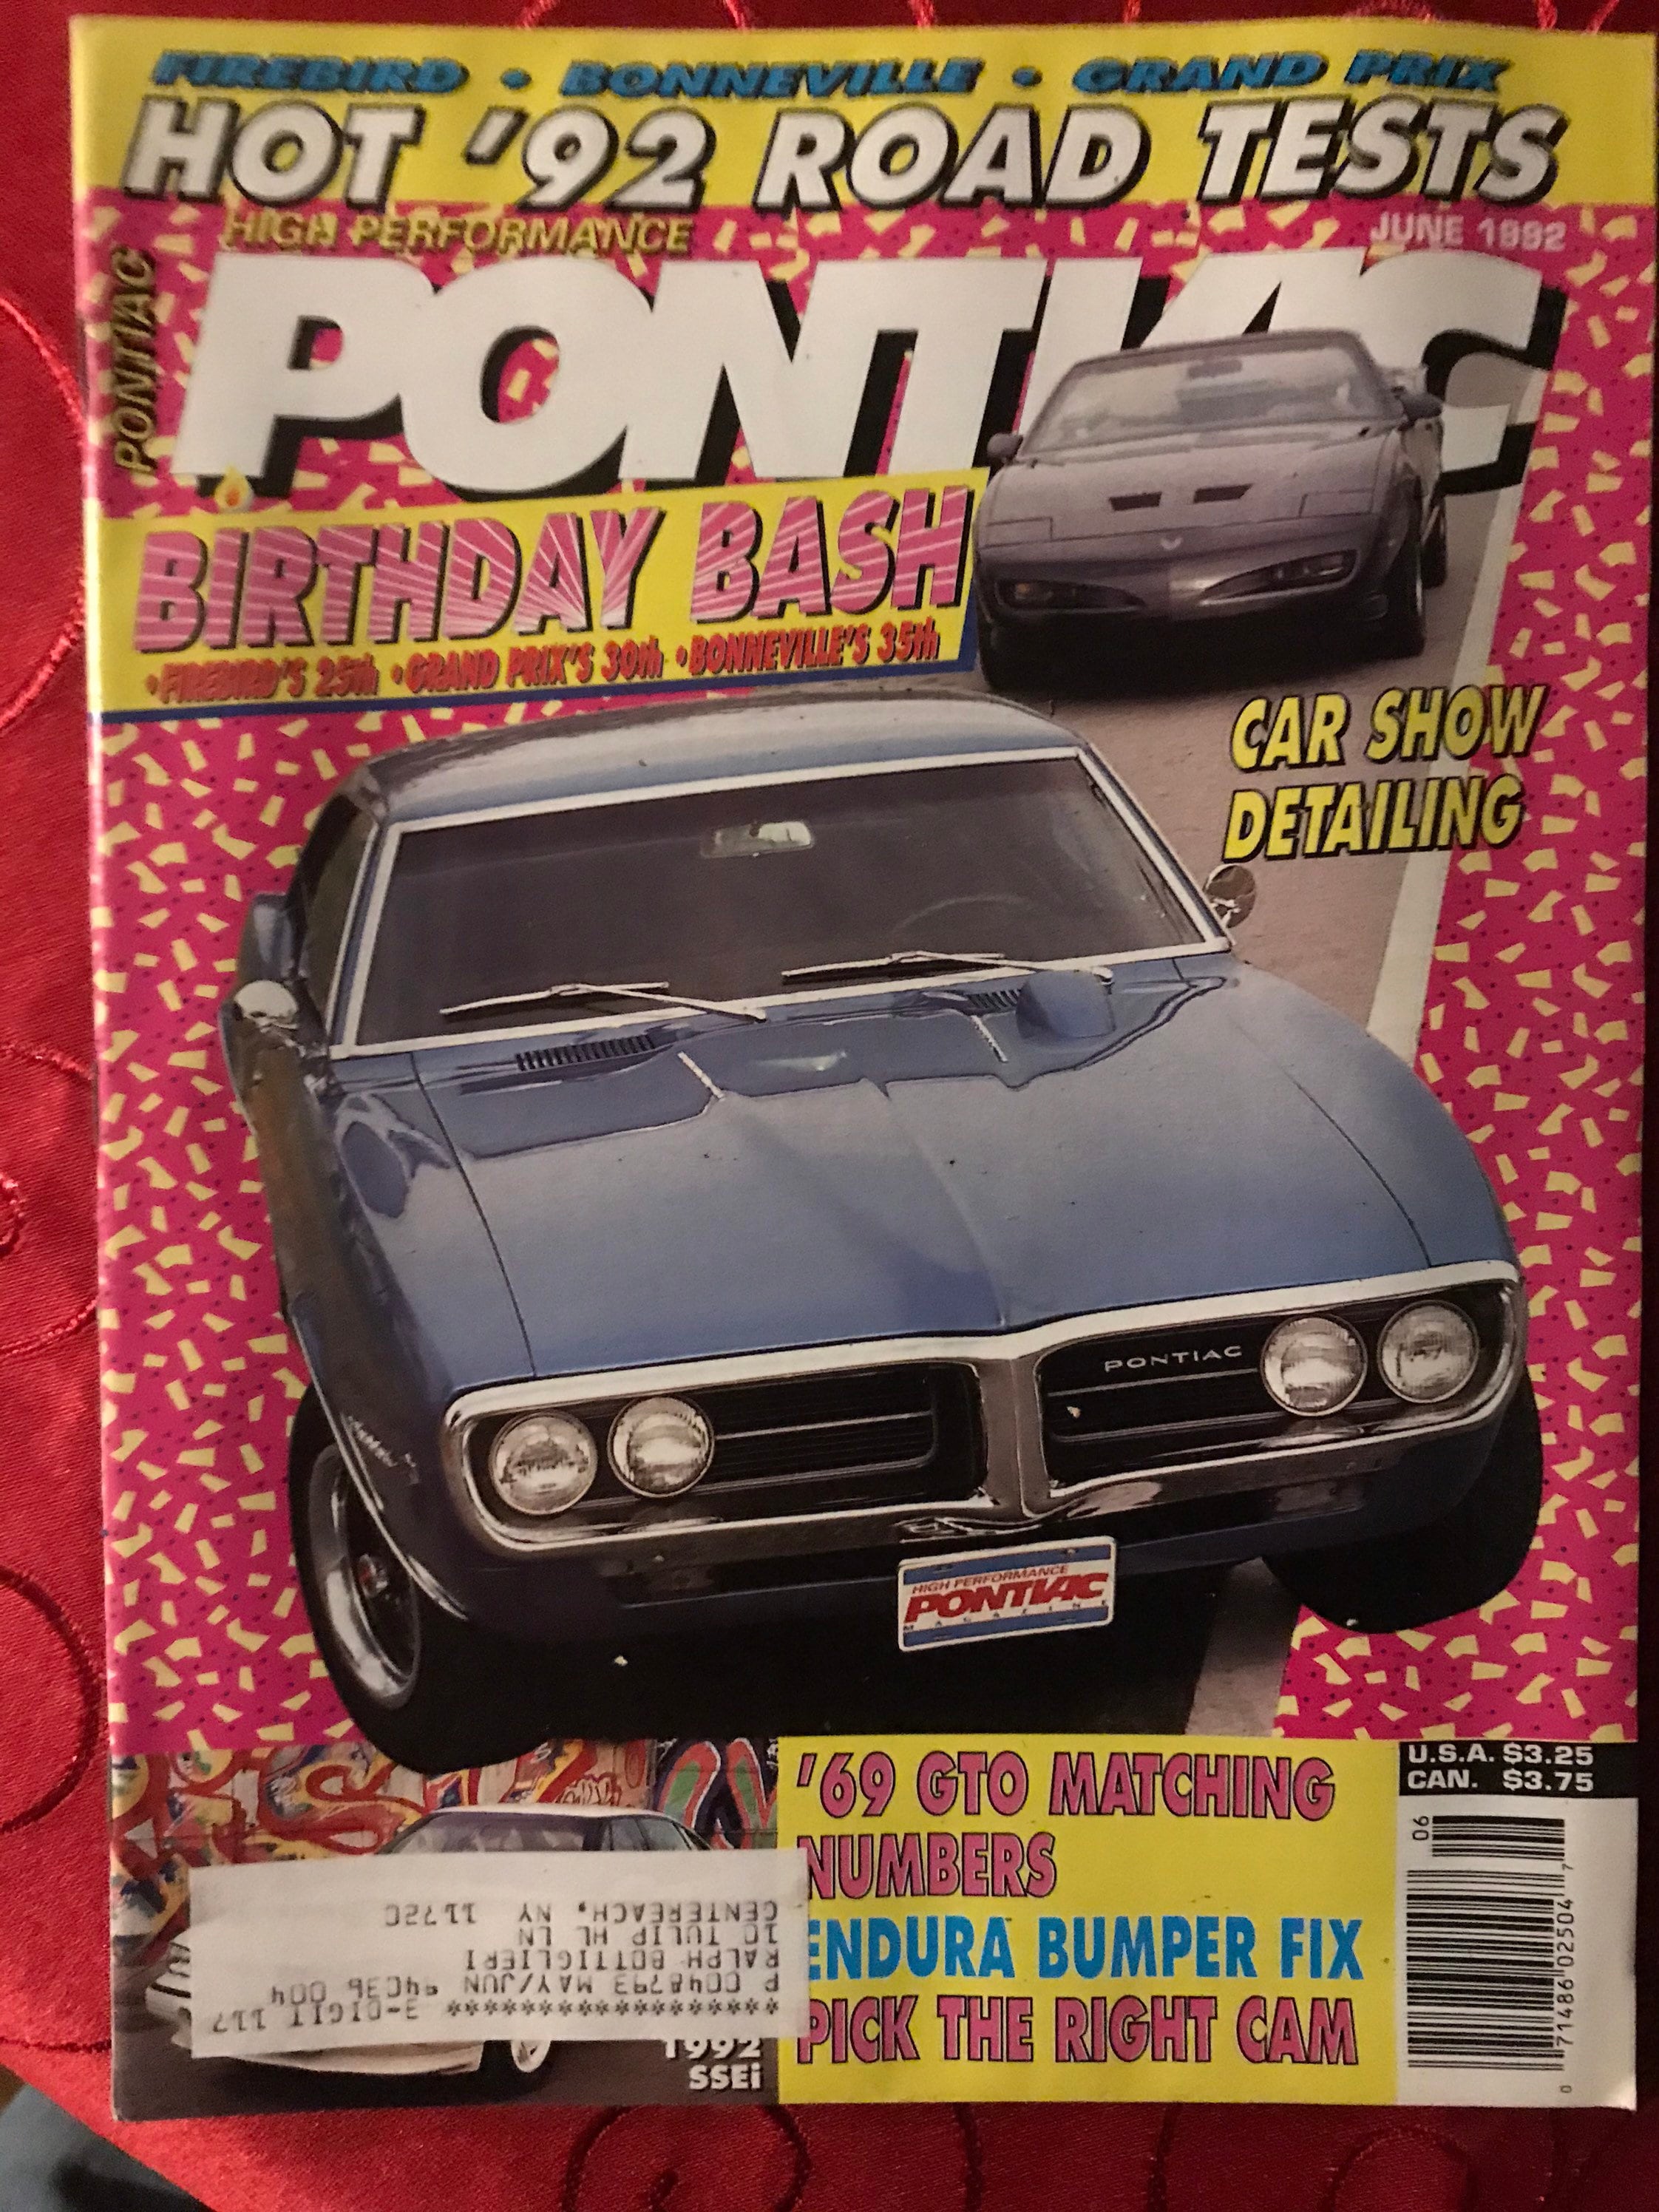 FIREBIRD • BONNEVILLE • GRAND PRIX
HOT '92 ROAD TESTS
HIGH PERFORMANCE
JUNE 1992
PONTIAC
PONTIAC
BIRTHDAY BASH
•FIREBIRD'S 25th •GRAND PRIX'S 30th •BONNEVILLE'S 35th
CAR SHOW
DETAILING
PONTIAC
HIGH PERFORMANCE
PONTIAC
MAGAZINE
'69 GTO MATCHING
NUMBERS
ENDURA BUMPER FIX
PICK THE RIGHT CAM
U.S.A. $3.25
CAN. $3.75
06
0 71486 02504 7
1992
SSEi
********************** 3-DIGIT 117
P 0048793 MAY/JUN 94036 004
RALPH BOTTIGLIERI
10 TULIP HL LN
CENTEREACH, NY 11720